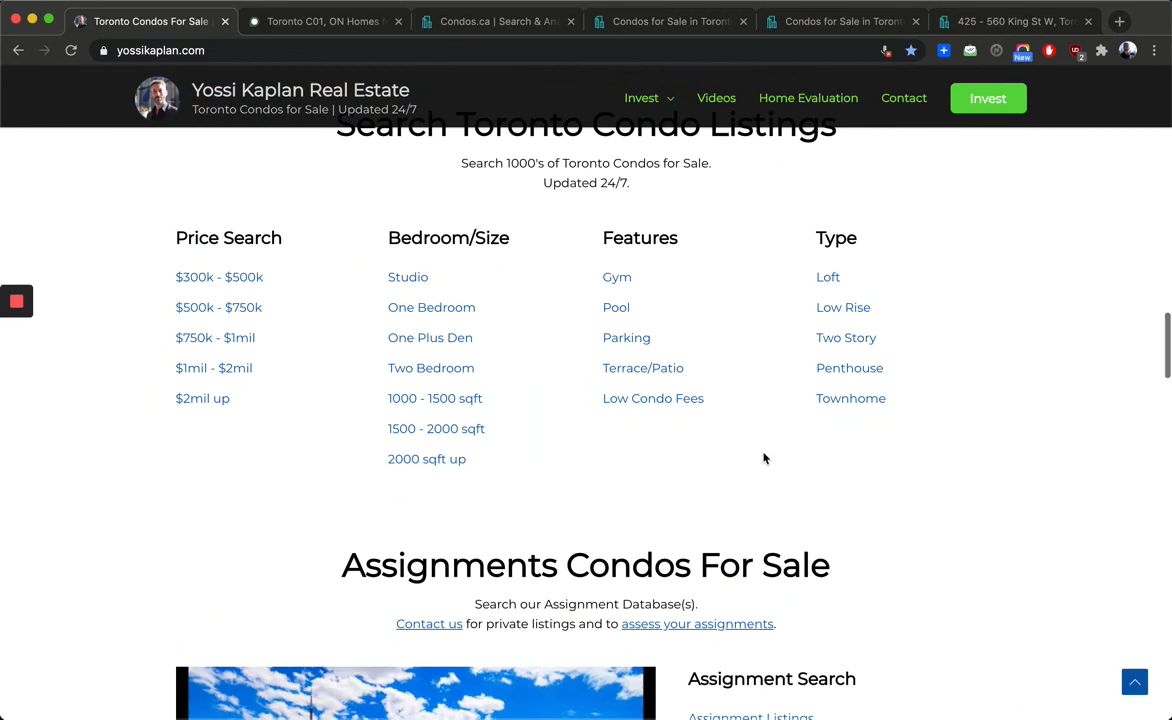 Toronto Condos For Sale
Toronto C01, ON Homes f
Condos.ca | Search & An
Condos for Sale in Toront
Condos for Sale in Toront
425 - 560 King St W, Tor
yossikaplan.com
New
2
Yossi Kaplan Real Estate
Toronto Condos for Sale | Updated 24/7
Invest
Videos
Home Evaluation
Contact
Invest
Search Toronto Condo Listings
Search 1000's of Toronto Condos for Sale.
Updated 24/7.
Price Search
$300k - $500k
$500k - $750k
$750k - $1mil
$1mil - $2mil
$2mil up
Bedroom/Size
Studio
One Bedroom
One Plus Den
Two Bedroom
1000 - 1500 sqft
1500 - 2000 sqft
2000 sqft up
Features
Gym
Pool
Parking
Terrace/Patio
Low Condo Fees
Type
Loft
Low Rise
Two Story
Penthouse
Townhome
Assignments Condos For Sale
Search our Assignment Database(s).
Contact us for private listings and to assess your assignments.
Assignment Search
Assignment Listings